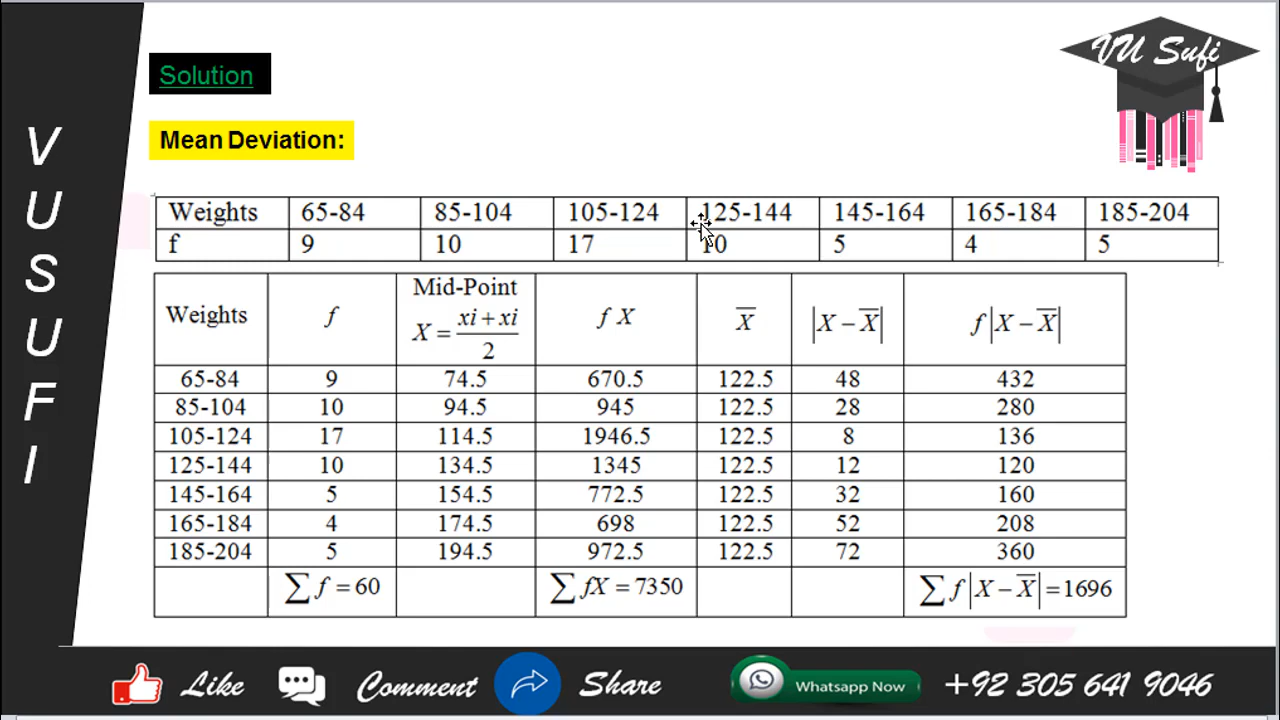 VU Sufi
V
U
S
U
F
I
Solution
Mean Deviation:
Weights 65-84 85-104 105-124 125-144 145-164 165-184 185-204
f 9 10 17 10 5 4 5
Weights f Mid-Point X = (xi + xi)/2 f X X̅ |X − X̅| f|X − X̅|
65-84 9 74.5 670.5 122.5 48 432
85-104 10 94.5 945 122.5 28 280
105-124 17 114.5 1946.5 122.5 8 136
125-144 10 134.5 1345 122.5 12 120
145-164 5 154.5 772.5 122.5 32 160
165-184 4 174.5 698 122.5 52 208
185-204 5 194.5 972.5 122.5 72 360
∑ f = 60 ∑ fX = 7350 ∑ f|X − X̅| = 1696
Like Comment Share Whatsapp Now +92 305 641 9046